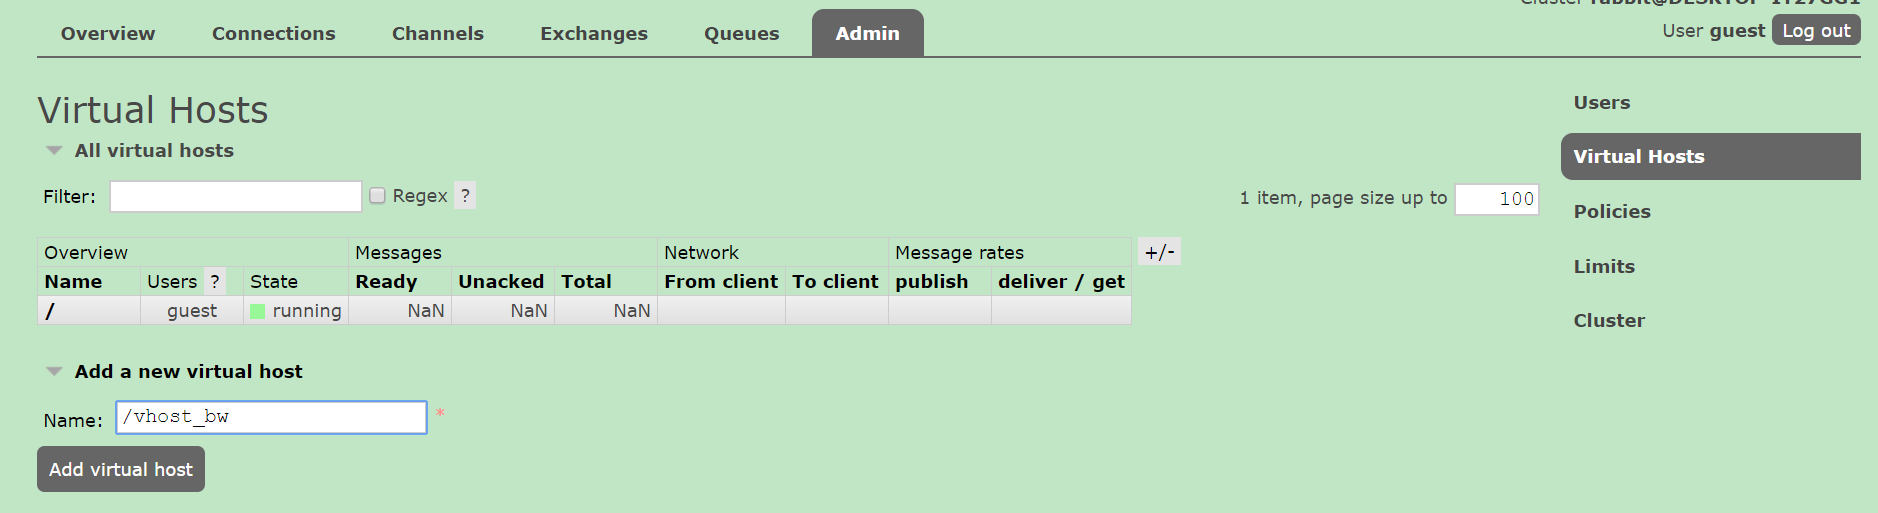 Cluster
Overview Connections Channels Exchanges Queues Admin
User guest Log out
Virtual Hosts
All virtual hosts
Filter: Regex ?
1 item, page size up to 100
Overview Messages Network Message rates +/-
Name Users ? State Ready Unacked Total From client To client publish deliver / get
/ guest running NaN NaN NaN
Add a new virtual host
Name: /vhost_bw *
Add virtual host
Users
Virtual Hosts
Policies
Limits
Cluster